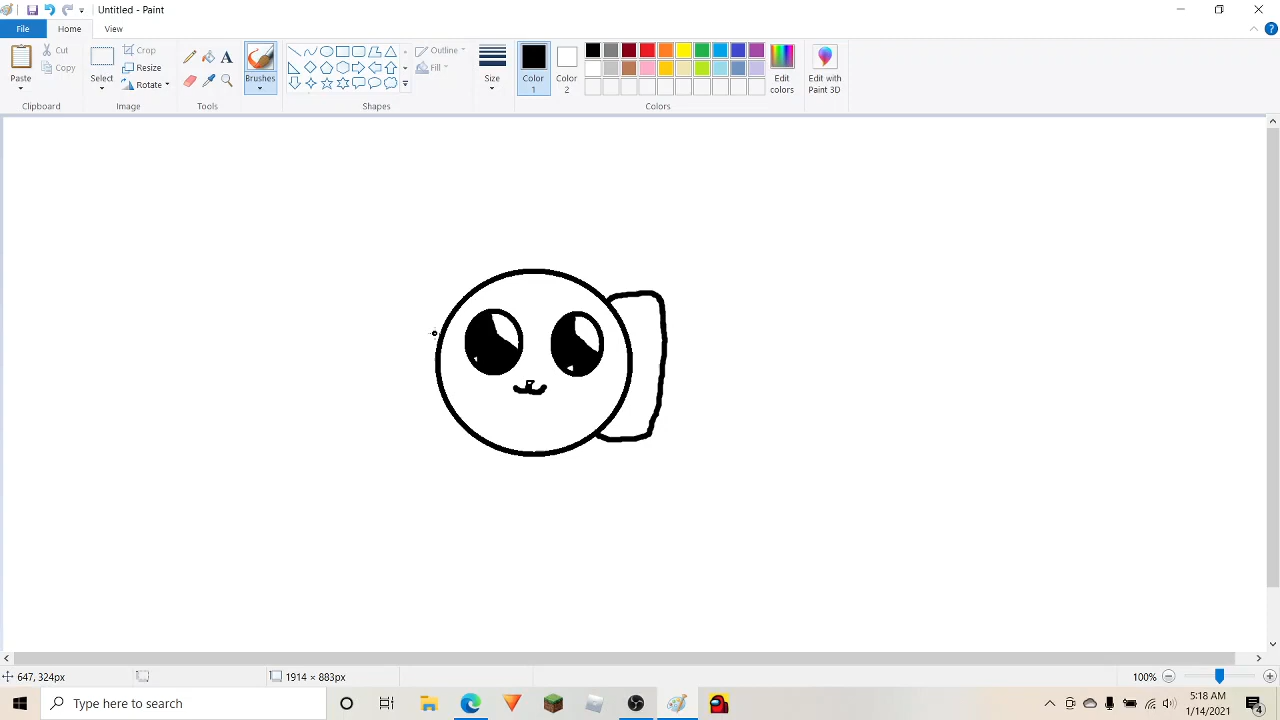 Untitled - Paint
File
Home
View
Paste
Cut
Copy
Clipboard
Select
Crop
Resize
Rotate
Image
A
Tools
Brushes
Outline
Fill
Shapes
Size
Color
1
Color
2
Edit
colors
Colors
Edit with
Paint 3D
?
647, 324px
1914 × 883px
100%
Type here to search
5:18 AM
1/14/2021
4